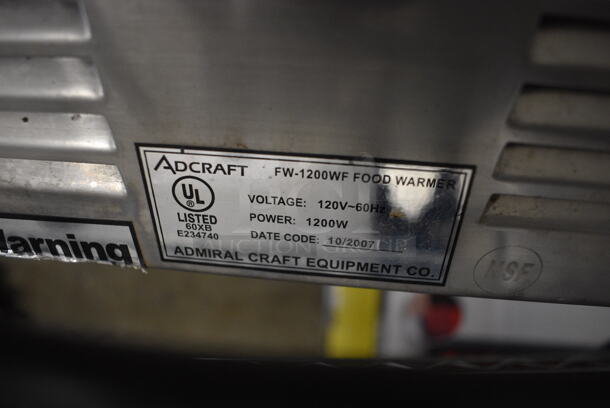 ADCRAFT FW-1200WF FOOD WARMER
UL
LISTED
60XB
E234740
VOLTAGE: 120V~60Hz
POWER: 1200W
DATE CODE: 10/2007
ADMIRAL CRAFT EQUIPMENT CO.
arning
NSF